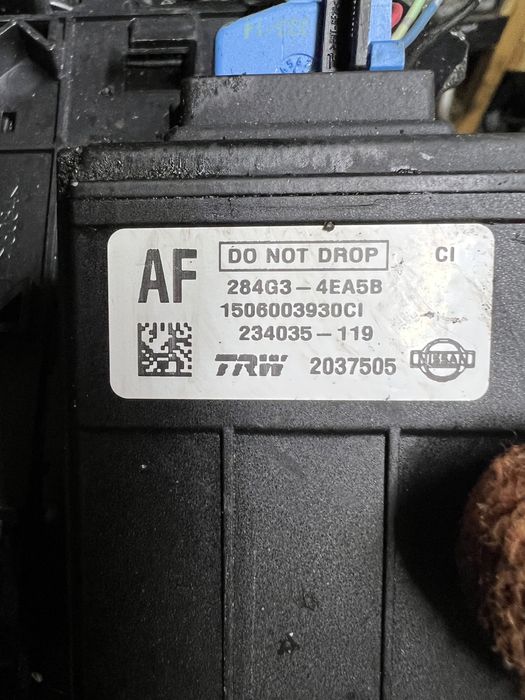 AF
DO NOT DROP
CI
284G3-4EA5B
1506003930CI
234035-119
TRW 2037505 NISSAN